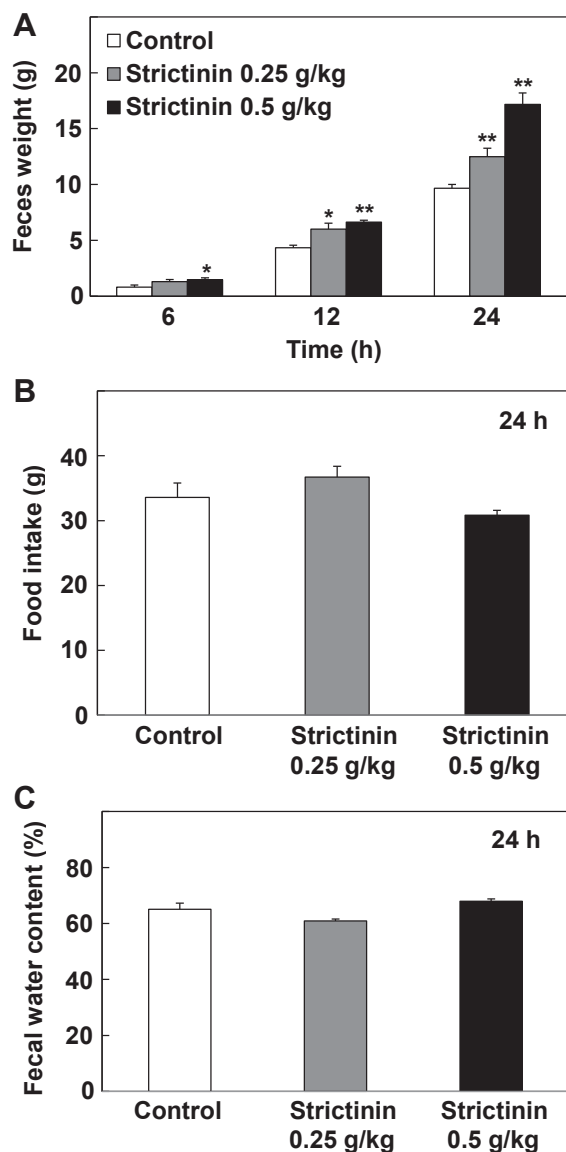 A
Control
Strictinin 0.25 g/kg
Strictinin 0.5 g/kg
Feces weight (g)
20
15
10
5
0
*
*
**
**
**
6
12
24
Time (h)
B
24 h
Food intake (g)
40
30
20
10
0
Control
Strictinin
0.25 g/kg
Strictinin
0.5 g/kg
C
24 h
Fecal water content (%)
80
60
40
20
0
Control
Strictinin
0.25 g/kg
Strictinin
0.5 g/kg